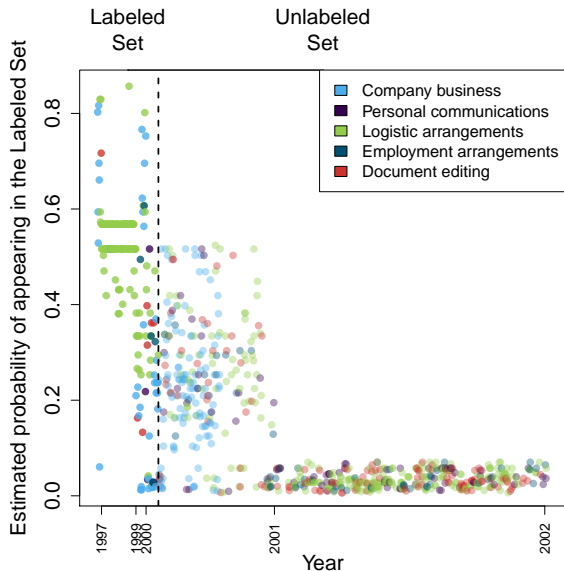 Labeled
Set
Unlabeled
Set
Estimated probability of appearing in the Labeled Set
0.8
0.6
0.4
0.2
0.0
Company business
Personal communications
Logistic arrangements
Employment arrangements
Document editing
1997
1999
2000
2001
2002
Year